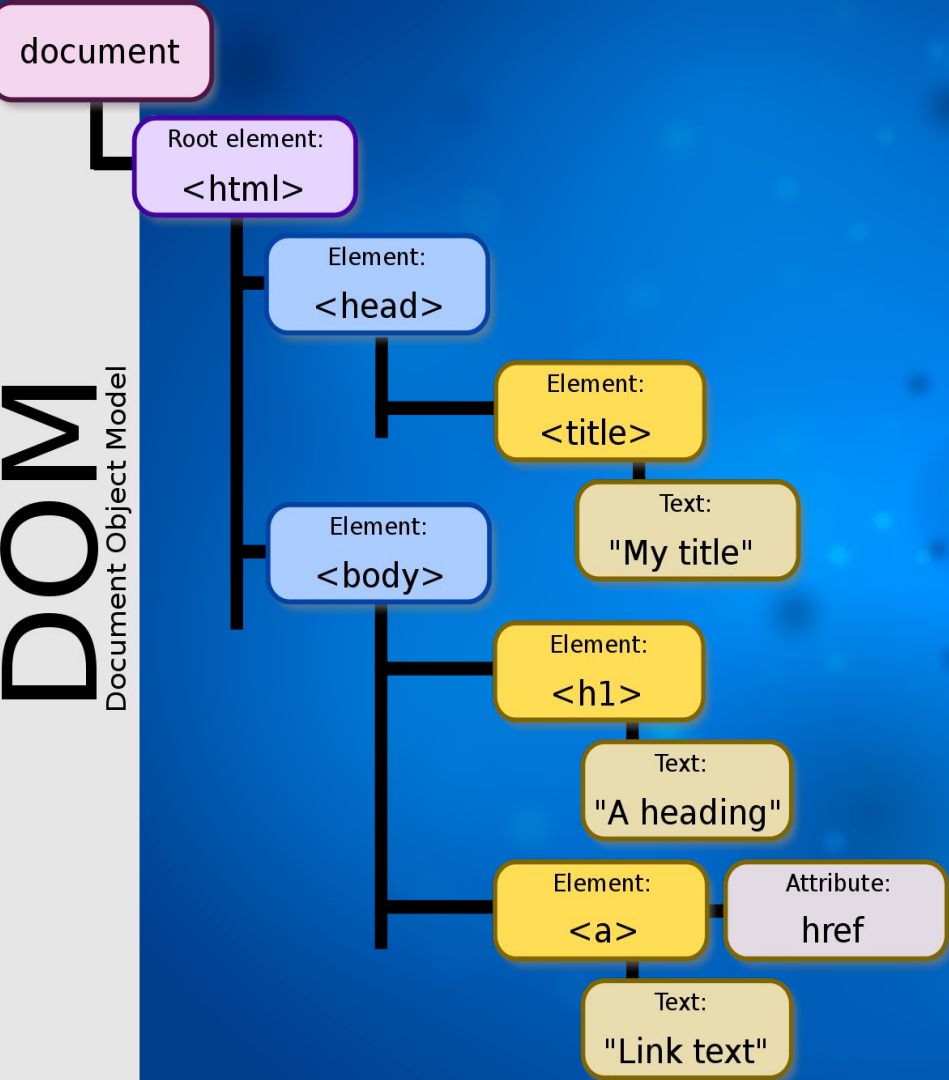 document
Root element:
<html>
Element:
<head>
Element:
<title>
Text:
"My title"
Element:
<body>
Element:
<h1>
Text:
"A heading"
Element:
<a>
Attribute:
href
Text:
"Link text"
DOM
Document Object Model